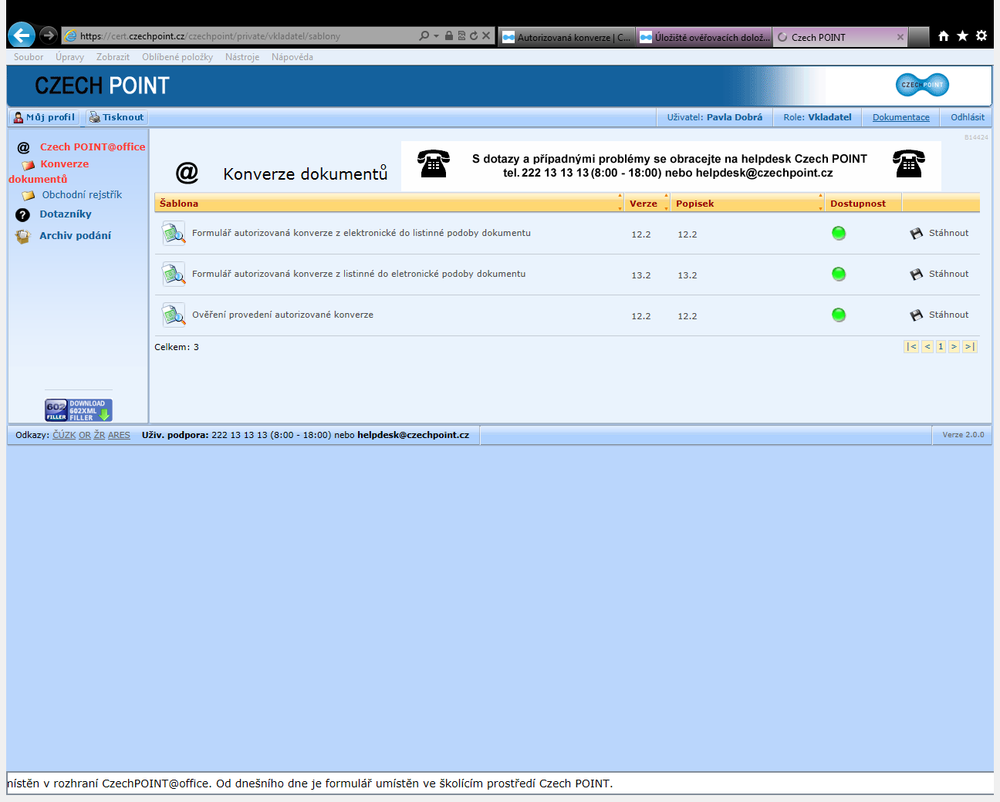 https://cert.czechpoint.cz/czechpoint/private/vkladatel/sablony
Autorizovaná konverze | C...
Úložiště ověřovacích dolož...
Czech POINT
Soubor Úpravy Zobrazit Oblíbené položky Nástroje Nápověda
CZECH POINT
CZECH POINT
Můj profil Tisknout Uživatel: Pavla Dobrá Role: Vkladatel Dokumentace Odhlásit
B14424
@ Czech POINT@office
Konverze
dokumentů
Obchodní rejstřík
? Dotazníky
Archiv podání
602 FILLER DOWNLOAD
602XML
FILLER
@ Konverze dokumentů
S dotazy a případnými problémy se obracejte na helpdesk Czech POINT
tel. 222 13 13 13 (8:00 - 18:00) nebo helpdesk@czechpoint.cz
Šablona Verze Popisek Dostupnost
Formulář autorizovaná konverze z elektronické do listinné podoby dokumentu 12.2 12.2 Stáhnout
Formulář autorizovaná konverze z listinné do eletronické podoby dokumentu 13.2 13.2 Stáhnout
Ověření provedení autorizované konverze 12.2 12.2 Stáhnout
Celkem: 3 |< < 1 > >|
Odkazy: ČÚZK OR ŽR ARES Uživ. podpora: 222 13 13 13 (8:00 - 18:00) nebo helpdesk@czechpoint.cz Verze 2.0.0
místěn v rozhraní CzechPOINT@office. Od dnešního dne je formulář umístěn ve školícím prostředí Czech POINT.